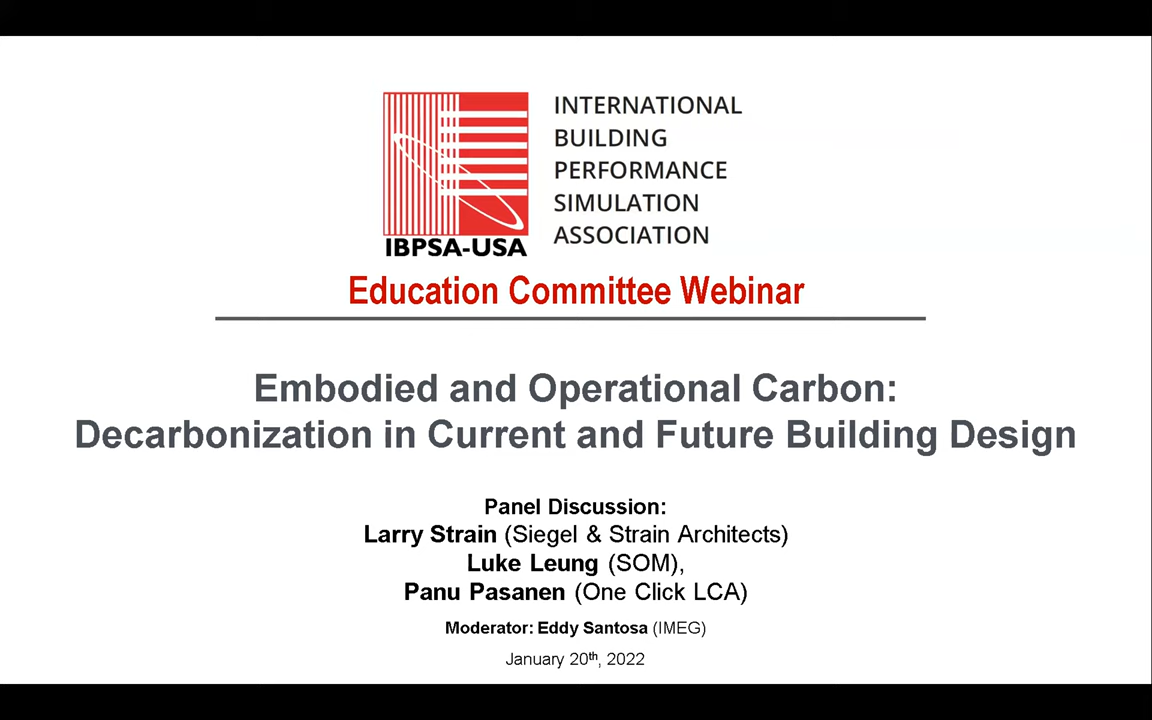 INTERNATIONAL
BUILDING
PERFORMANCE
SIMULATION
ASSOCIATION
IBPSA-USA
Education Committee Webinar
Embodied and Operational Carbon:
Decarbonization in Current and Future Building Design
Panel Discussion:
Larry Strain (Siegel & Strain Architects)
Luke Leung (SOM),
Panu Pasanen (One Click LCA)
Moderator: Eddy Santosa (IMEG)
January 20th, 2022